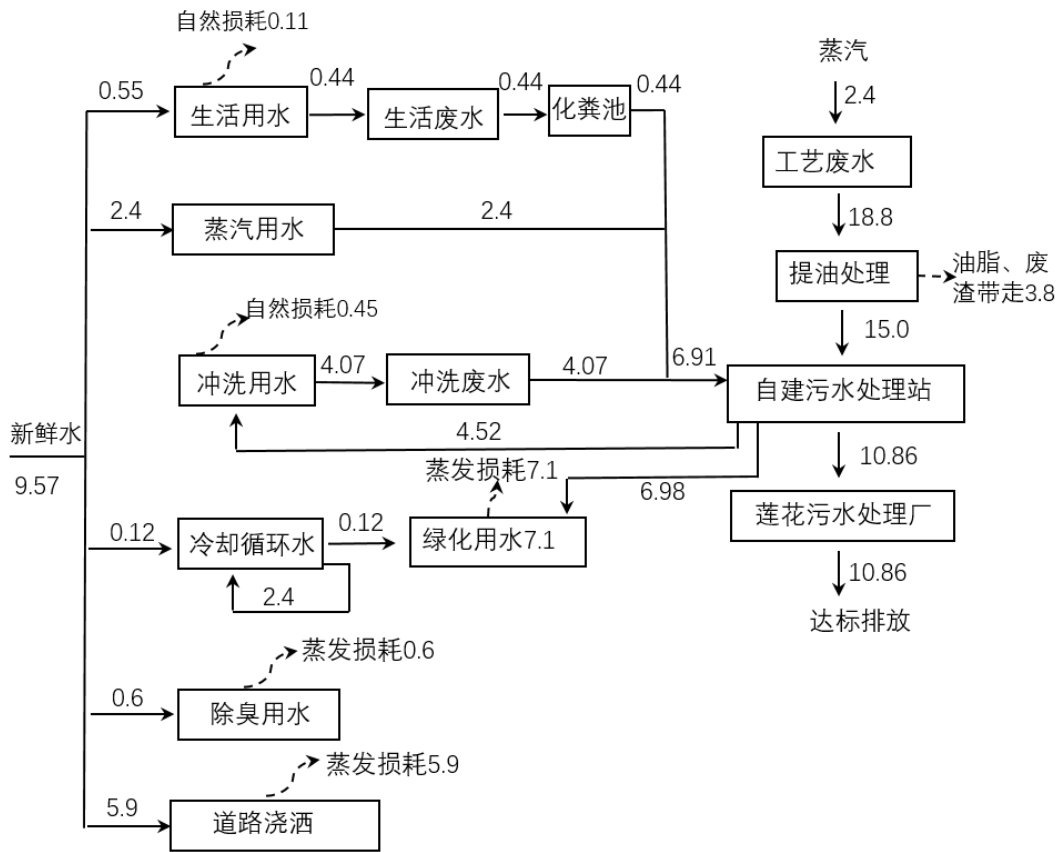 自然损耗0.11
0.55
生活用水
0.44
生活废水
0.44
化粪池
0.44
蒸汽
2.4
工艺废水
18.8
提油处理
油脂、废
渣带走3.8
15.0
2.4
蒸汽用水
2.4
自然损耗0.45
冲洗用水
4.07
冲洗废水
4.07
6.91
自建污水处理站
4.52
新鲜水
9.57
蒸发损耗7.1
6.98
10.86
0.12
冷却循环水
0.12
绿化用水7.1
莲花污水处理厂
2.4
10.86
达标排放
蒸发损耗0.6
0.6
除臭用水
蒸发损耗5.9
5.9
道路浇洒